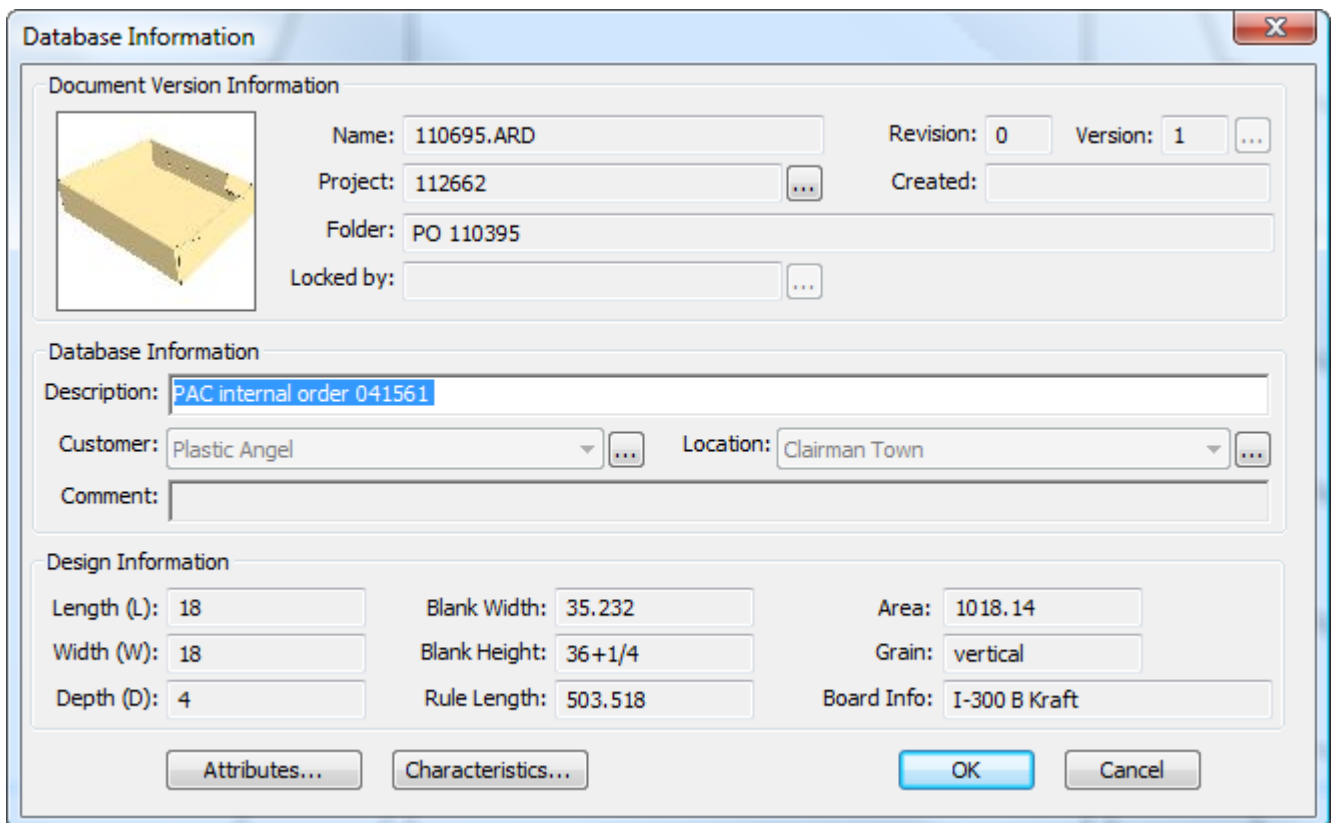 Database Information
Document Version Information
Name: 110695.ARD Revision: 0 Version: 1 ...
Project: 112662 ... Created:
Folder: PO 110395
Locked by: ...
Database Information
Description: PAC internal order 041561
Customer: Plastic Angel ... Location: Clairman Town ...
Comment:
Design Information
Length (L): 18 Blank Width: 35.232 Area: 1018.14
Width (W): 18 Blank Height: 36+1/4 Grain: vertical
Depth (D): 4 Rule Length: 503.518 Board Info: I-300 B Kraft
Attributes... Characteristics... OK Cancel